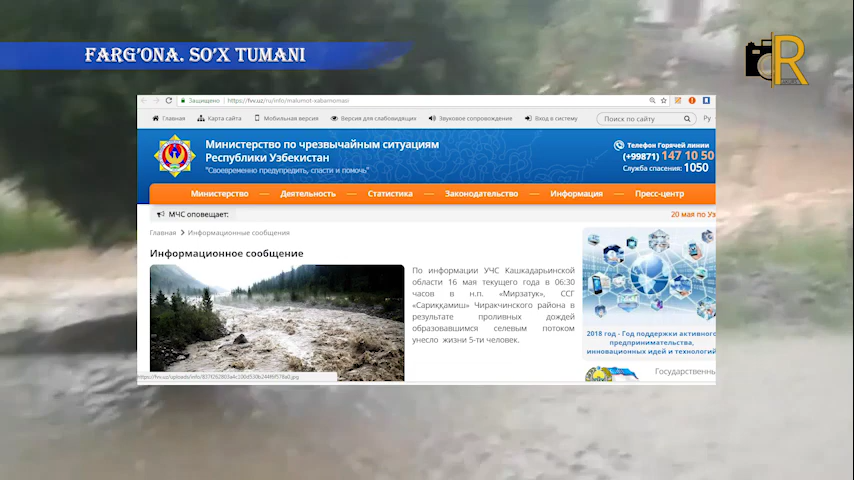 FARG'ONA. SO'X TUMANI
R
Защищено
https://fvv.uz/ru/info/malumot-xabarnomasi
Главная
Карта сайта
Мобильная версия
Версия для слабовидящих
Звуковое сопровождение
Вход в систему
Поиск по сайту
Ру
Министерство по чрезвычайным ситуациям
Республики Узбекистан
"Своевременно предупредить, спасти и помочь"
Телефон Горячей линии
(+99871) 147 10 50
Служба спасения: 1050
Министерство — Деятельность — Статистика — Законодательство — Информация — Пресс-центр
МЧС оповещает:
20 мая по Уз
Главная > Информационные сообщения
Информационное сообщение
По информации УЧС Кашкадарьинской
области 16 мая текущего года в 06:30
часов в н.п. «Мирзатук», ССГ
«Сариққамиш» Чиракчинского района в
результате проливных дождей
образовавшимся селевым потоком
унесло жизни 5-ти человек.
2018 год - Год поддержки активного
предпринимательства,
инновационных идей и технологий
Государственны